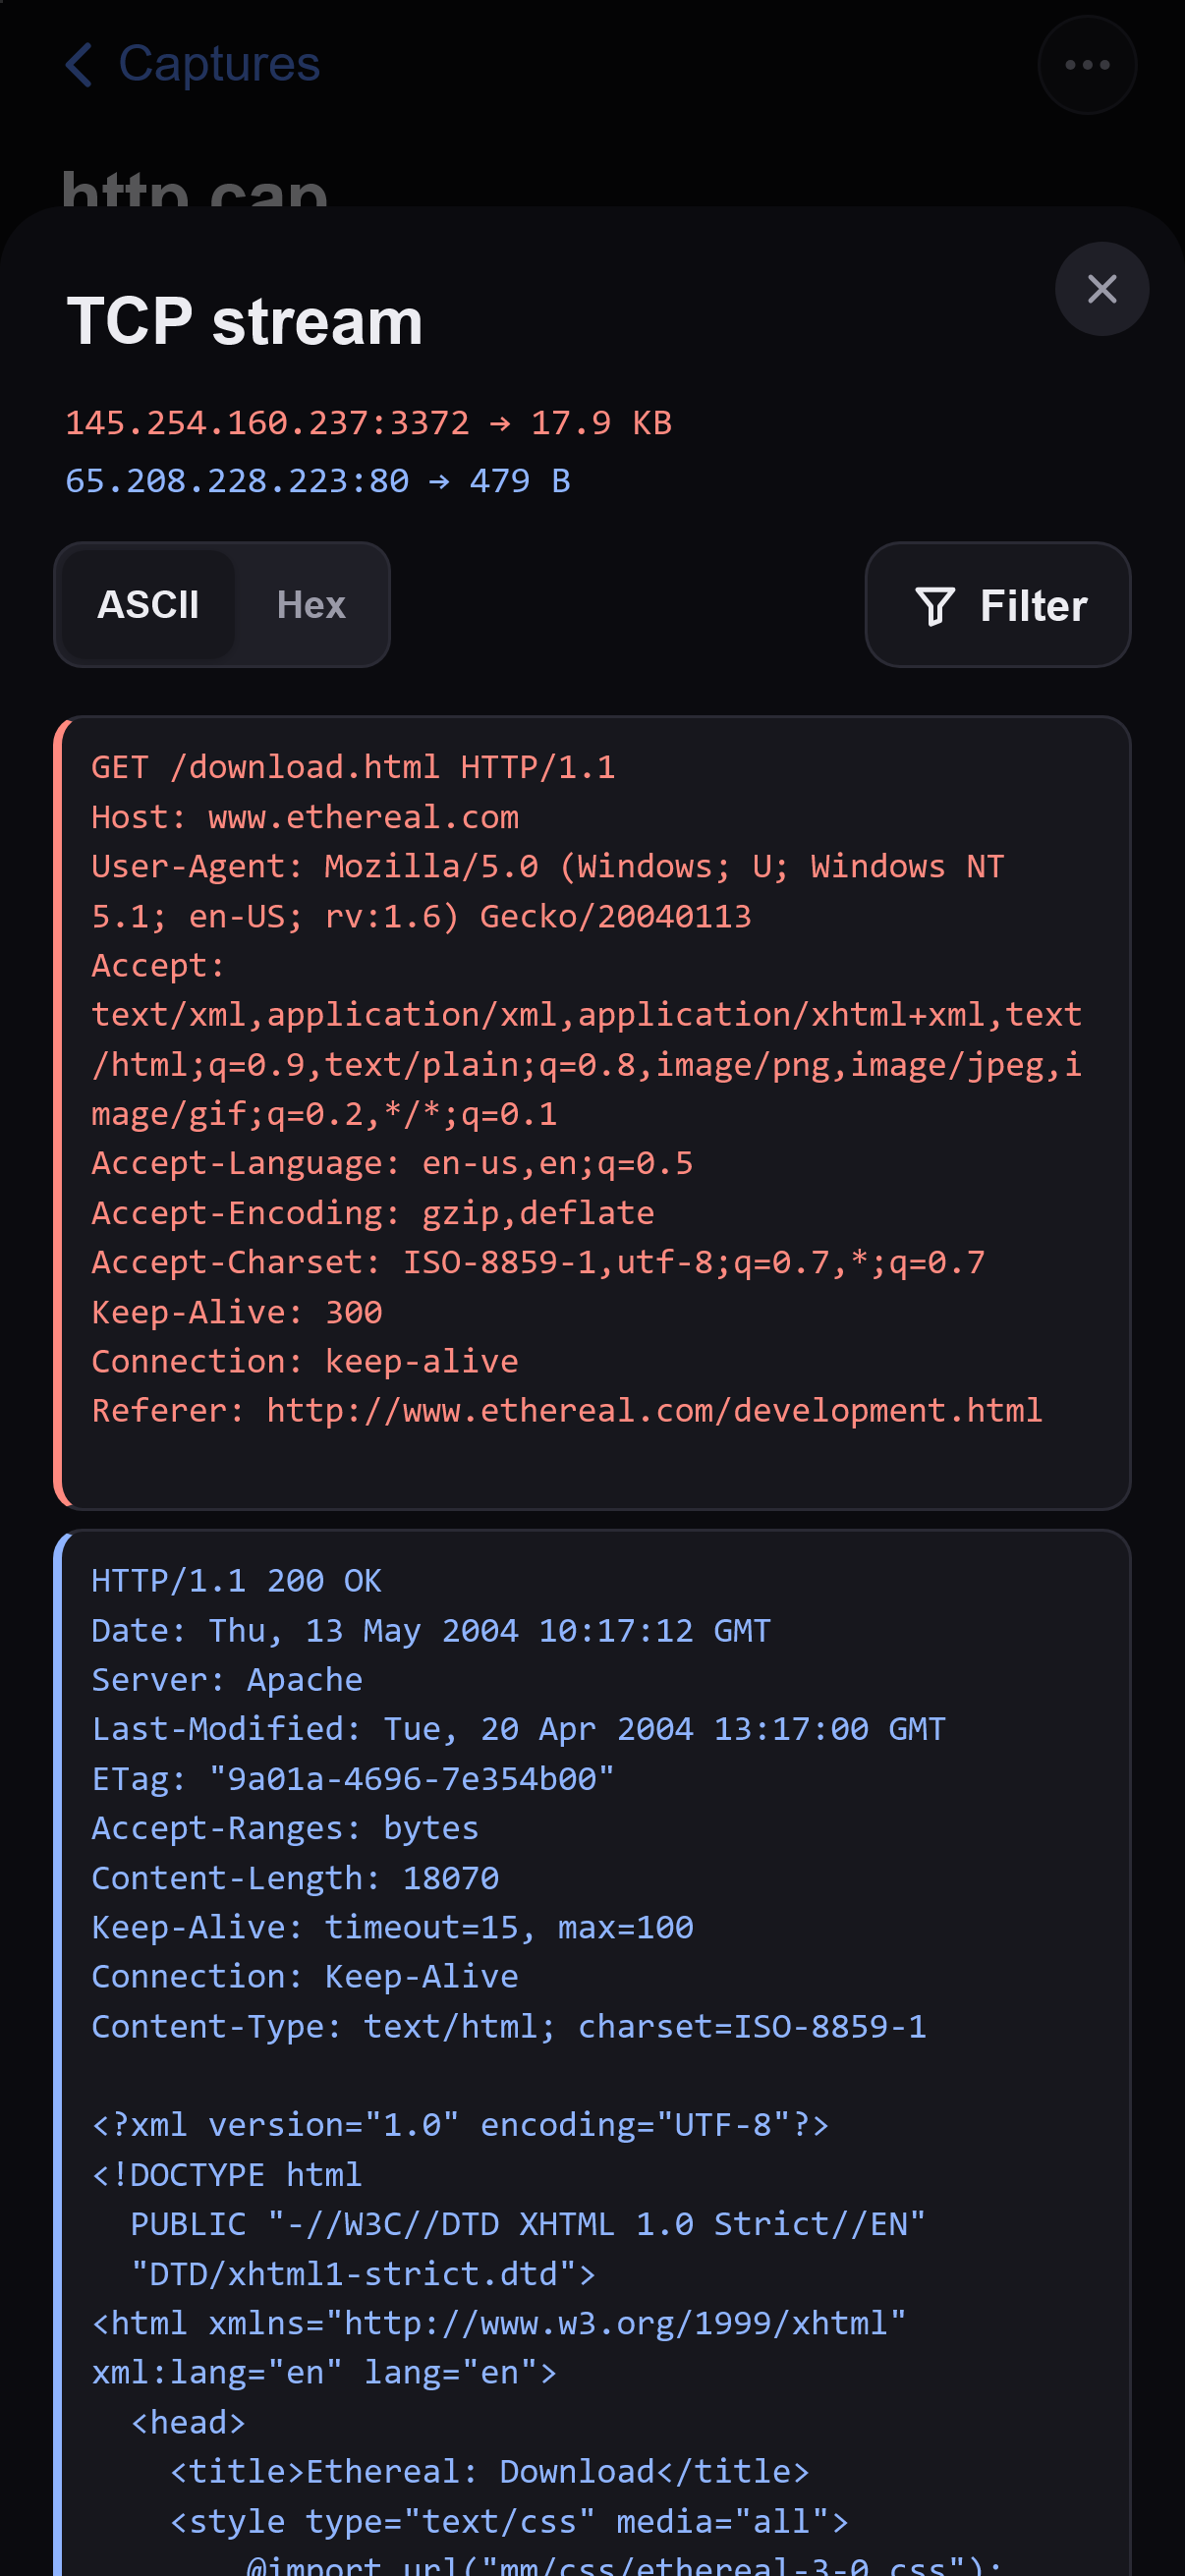 Captures
http.cap
TCP stream
145.254.160.237:3372 → 17.9 KB
65.208.228.223:80 → 479 B
ASCII
Hex
Filter
GET /download.html HTTP/1.1
Host: www.ethereal.com
User-Agent: Mozilla/5.0 (Windows; U; Windows NT
5.1; en-US; rv:1.6) Gecko/20040113
Accept:
text/xml,application/xml,application/xhtml+xml,text
/html;q=0.9,text/plain;q=0.8,image/png,image/jpeg,i
mage/gif;q=0.2,*/*;q=0.1
Accept-Language: en-us,en;q=0.5
Accept-Encoding: gzip,deflate
Accept-Charset: ISO-8859-1,utf-8;q=0.7,*;q=0.7
Keep-Alive: 300
Connection: keep-alive
Referer: http://www.ethereal.com/development.html
HTTP/1.1 200 OK
Date: Thu, 13 May 2004 10:17:12 GMT
Server: Apache
Last-Modified: Tue, 20 Apr 2004 13:17:00 GMT
ETag: "9a01a-4696-7e354b00"
Accept-Ranges: bytes
Content-Length: 18070
Keep-Alive: timeout=15, max=100
Connection: Keep-Alive
Content-Type: text/html; charset=ISO-8859-1
<?xml version="1.0" encoding="UTF-8"?>
<!DOCTYPE html
PUBLIC "-//W3C//DTD XHTML 1.0 Strict//EN"
"DTD/xhtml1-strict.dtd">
<html xmlns="http://www.w3.org/1999/xhtml"
xml:lang="en" lang="en">
<head>
<title>Ethereal: Download</title>
<style type="text/css" media="all">
@import url("mm/css/ethereal-3-0.css");